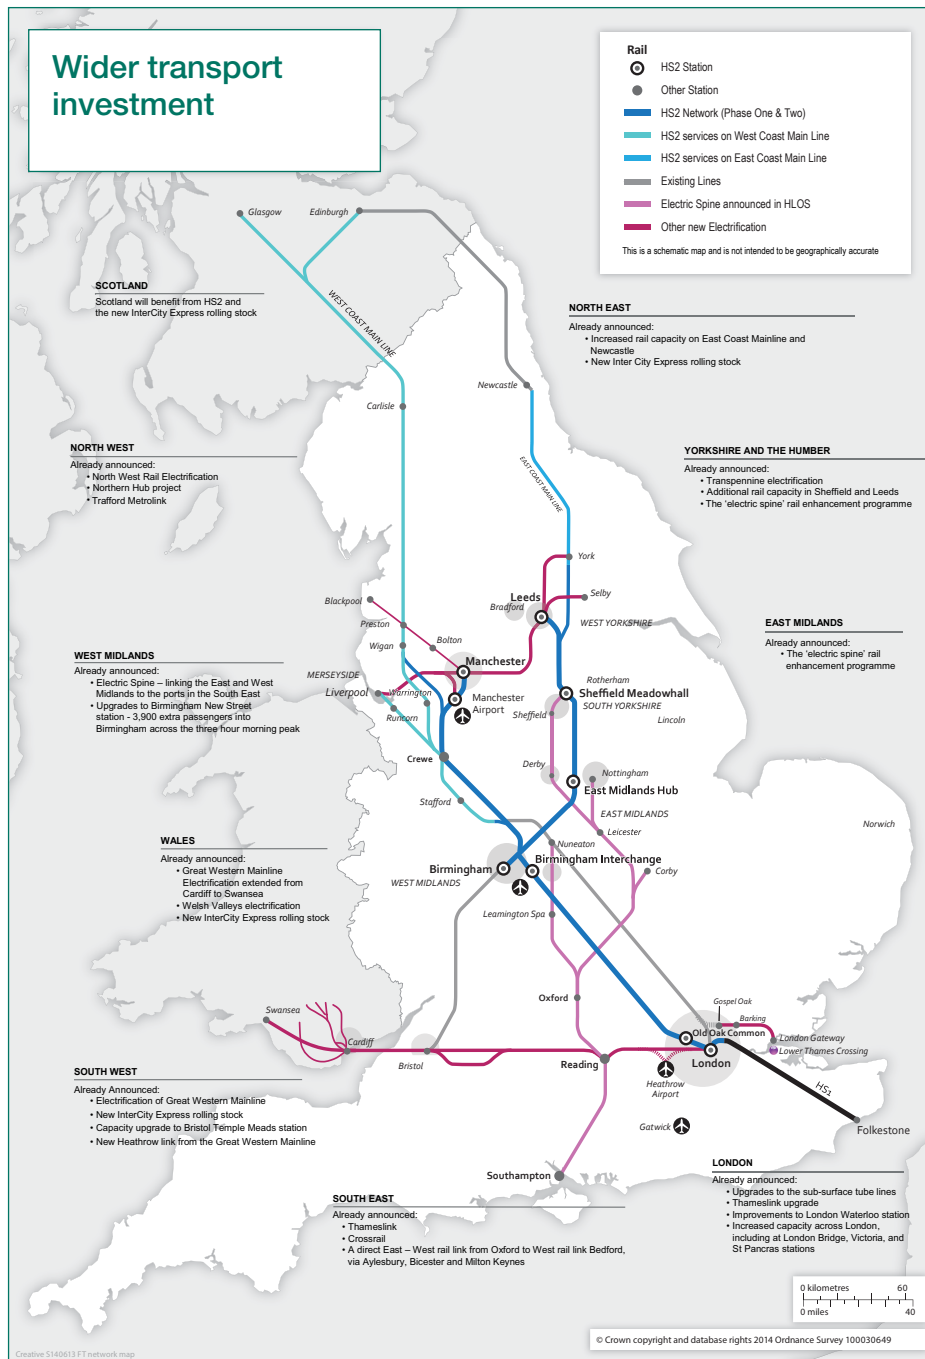 Wider transport
investment
Rail
HS2 Station
Other Station
HS2 Network (Phase One & Two)
HS2 services on West Coast Main Line
HS2 services on East Coast Main Line
Existing Lines
Electric Spine announced in HLOS
Other new Electrification
This is a schematic map and is not intended to be geographically accurate
Glasgow
Edinburgh
SCOTLAND
Scotland will benefit from HS2 and
the new InterCity Express rolling stock
WEST COAST MAIN LINE
NORTH EAST
Already announced:
• Increased rail capacity on East Coast Mainline and
Newcastle
• New Inter City Express rolling stock
Newcastle
Carlisle
NORTH WEST
Already announced:
• North West Rail Electrification
• Northern Hub project
• Trafford Metrolink
EAST COAST MAIN LINE
YORKSHIRE AND THE HUMBER
Already announced:
• Transpennine electrification
• Additional rail capacity in Sheffield and Leeds
• The ‘electric spine’ rail enhancement programme
York
Selby
Leeds
Bradford
WEST YORKSHIRE
Blackpool
Preston
Bolton
Wigan
EAST MIDLANDS
Already announced:
• The ‘electric spine’ rail
enhancement programme
WEST MIDLANDS
Already announced:
• Electric Spine – linking the East and West
Midlands to the ports in the South East
• Upgrades to Birmingham New Street
station - 3,900 extra passengers into
Birmingham across the three hour morning peak
MERSEYSIDE
Liverpool
Warrington
Runcorn
Manchester
Manchester
Airport
Rotherham
Sheffield Meadowhall
SOUTH YORKSHIRE
Sheffield
Lincoln
Crewe
Derby
Nottingham
East Midlands Hub
Stafford
EAST MIDLANDS
Leicester
Norwich
Nuneaton
WALES
Already announced:
• Great Western Mainline
Electrification extended from
Cardiff to Swansea
• Welsh Valleys electrification
• New InterCity Express rolling stock
Birmingham
WEST MIDLANDS
Birmingham Interchange
Corby
Leamington Spa
Oxford
Swansea
Cardiff
Bristol
Reading
Gospel Oak
Barking
Old Oak Common
London Gateway
Lower Thames Crossing
London
Heathrow
Airport
HS1
Gatwick
Folkestone
SOUTH WEST
Already Announced:
• Electrification of Great Western Mainline
• New InterCity Express rolling stock
• Capacity upgrade to Bristol Temple Meads station
• New Heathrow link from the Great Western Mainline
Southampton
SOUTH EAST
Already announced:
• Thameslink
• Crossrail
• A direct East – West rail link from Oxford to West rail link Bedford,
via Aylesbury, Bicester and Milton Keynes
LONDON
Already announced:
• Upgrades to the sub-surface tube lines
• Thameslink upgrade
• Improvements to London Waterloo station
• Increased capacity across London,
including at London Bridge, Victoria, and
St Pancras stations
0 kilometres 60
0 miles 40
© Crown copyright and database rights 2014 Ordnance Survey 100030649
Creative S140613 FT network map